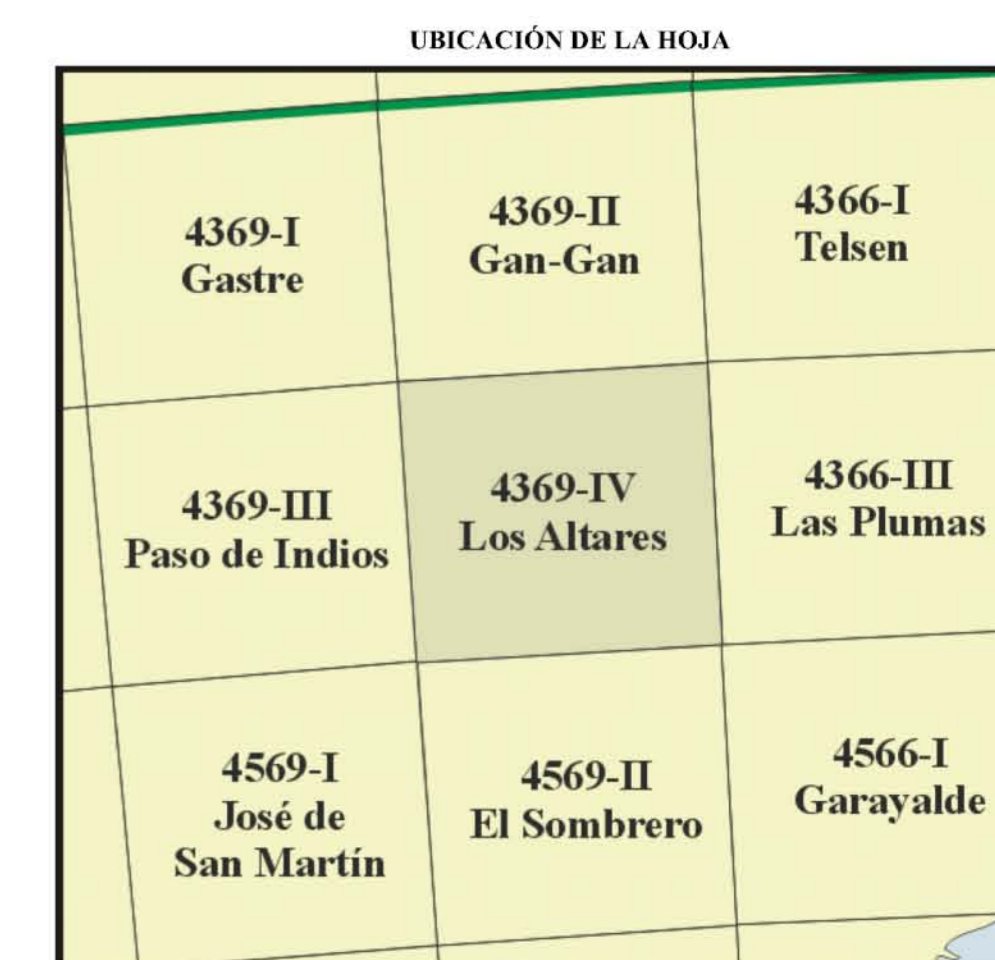 UBICACIÓN DE LA HOJA
4369-I
Gastre
4369-II
Gan-Gan
4366-I
Telsen
4369-III
Paso de Indios
4369-IV
Los Altares
4366-III
Las Plumas
4569-I
José de
San Martín
4569-II
El Sombrero
4566-I
Garayalde